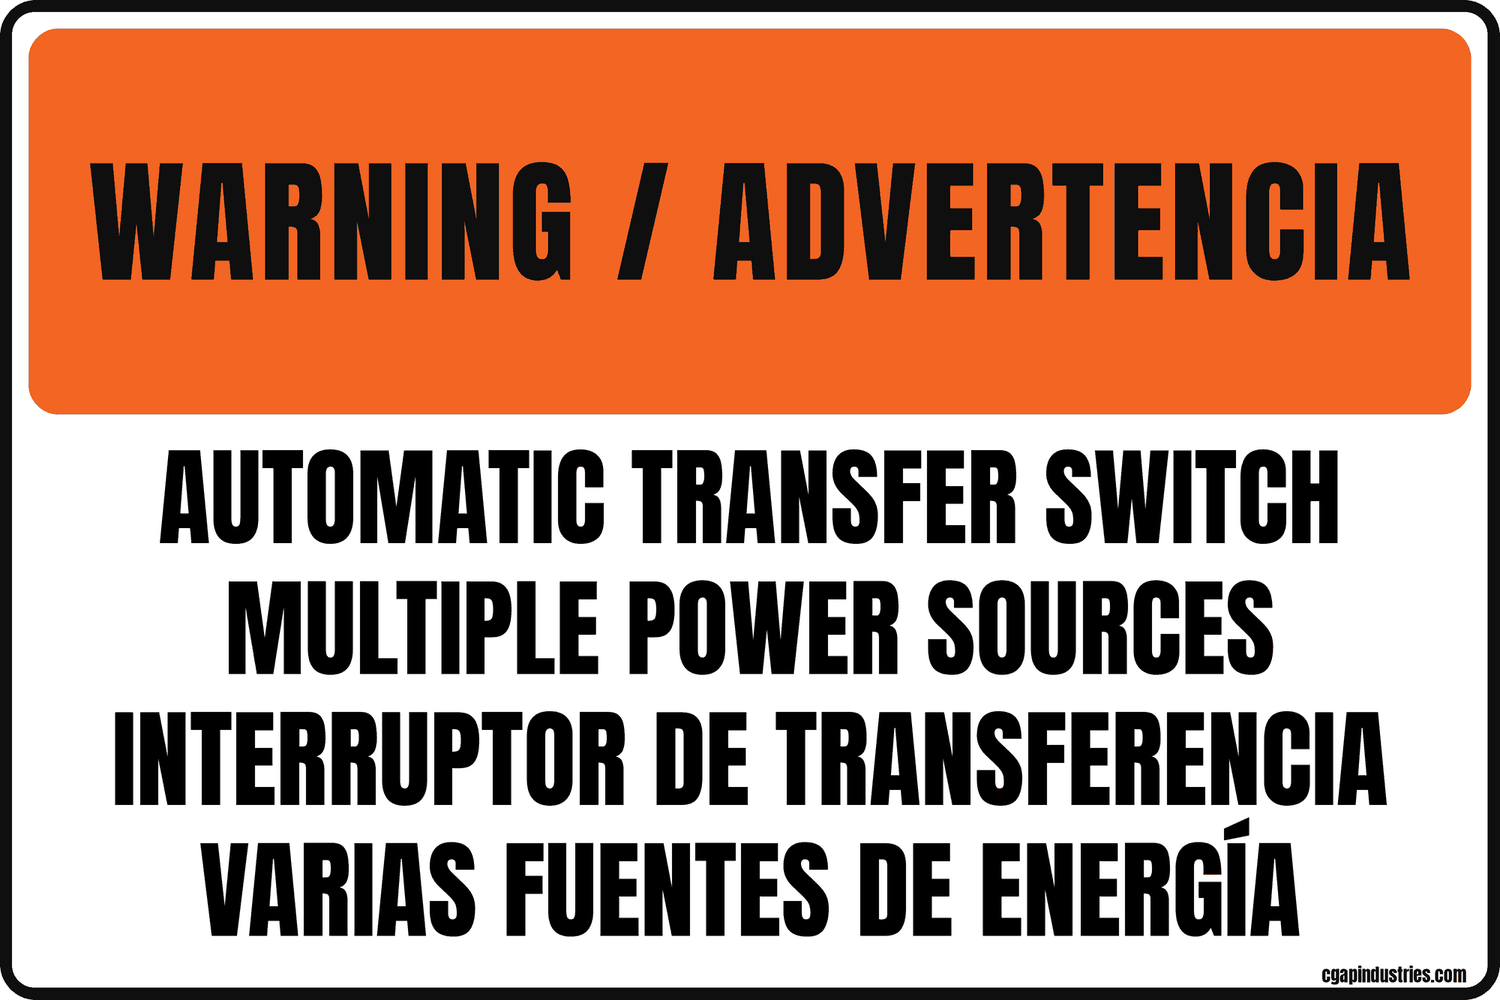 WARNING / ADVERTENCIA
AUTOMATIC TRANSFER SWITCH
MULTIPLE POWER SOURCES
INTERRUPTOR DE TRANSFERENCIA
VARIAS FUENTES DE ENERGÍA
cgapindustries.com